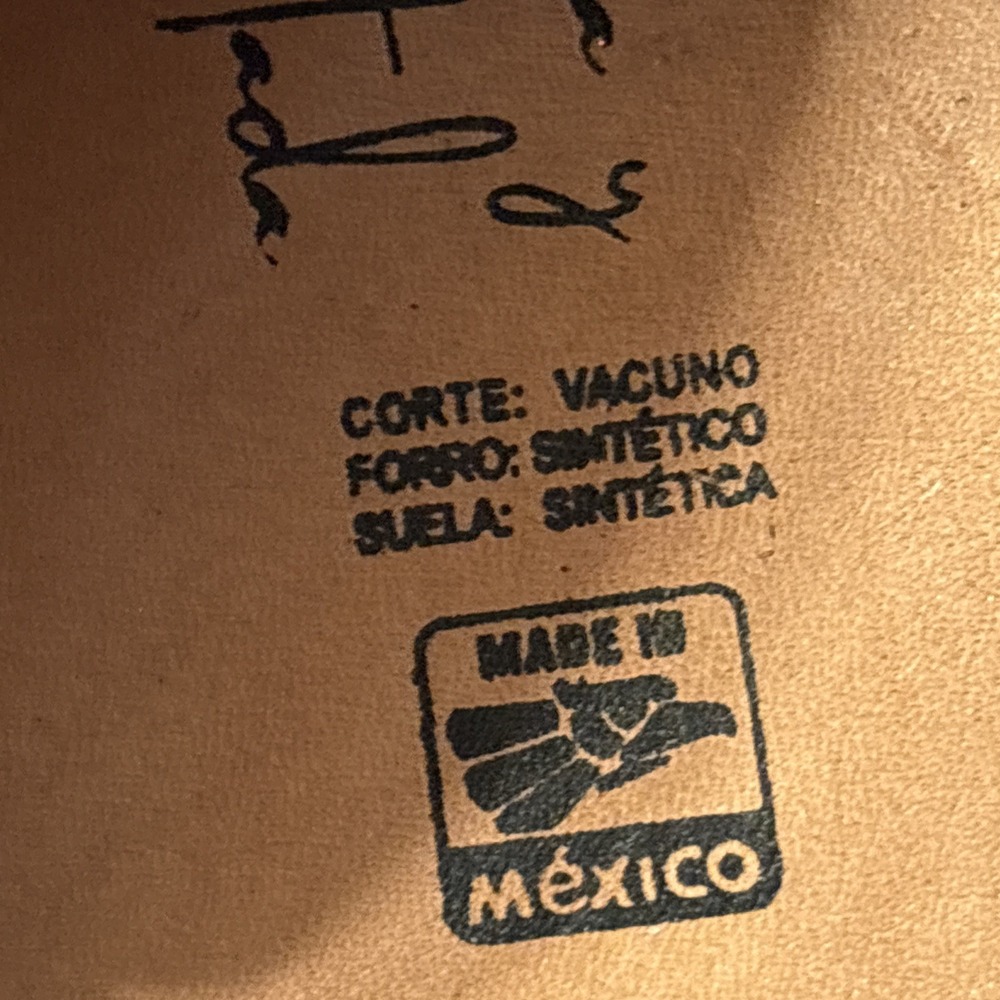 CORTE: VACUNO
FORRO: SINTÉTICO
SUELA: SINTÉTICA
MADE IN
MéXICO